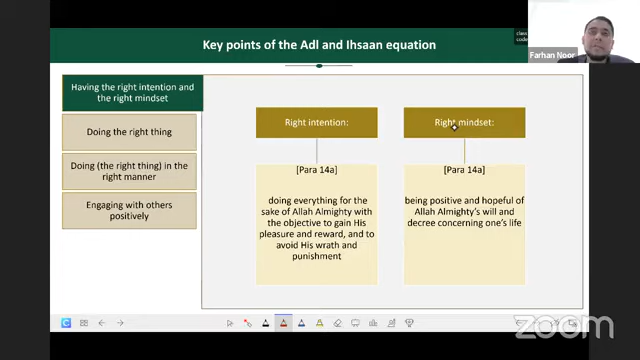 Key points of the Adl and Ihsaan equation
class
code
Farhan Noor
Having the right intention and
the right mindset
Doing the right thing
Doing (the right thing) in the
right manner
Engaging with others
positively
Right intention:
[Para 14a]
doing everything for the
sake of Allah Almighty with
the objective to gain His
pleasure and reward, and to
avoid His wrath and
punishment
Right mindset:
[Para 14a]
being positive and hopeful of
Allah Almighty's will and
decree concerning one's life
zoom